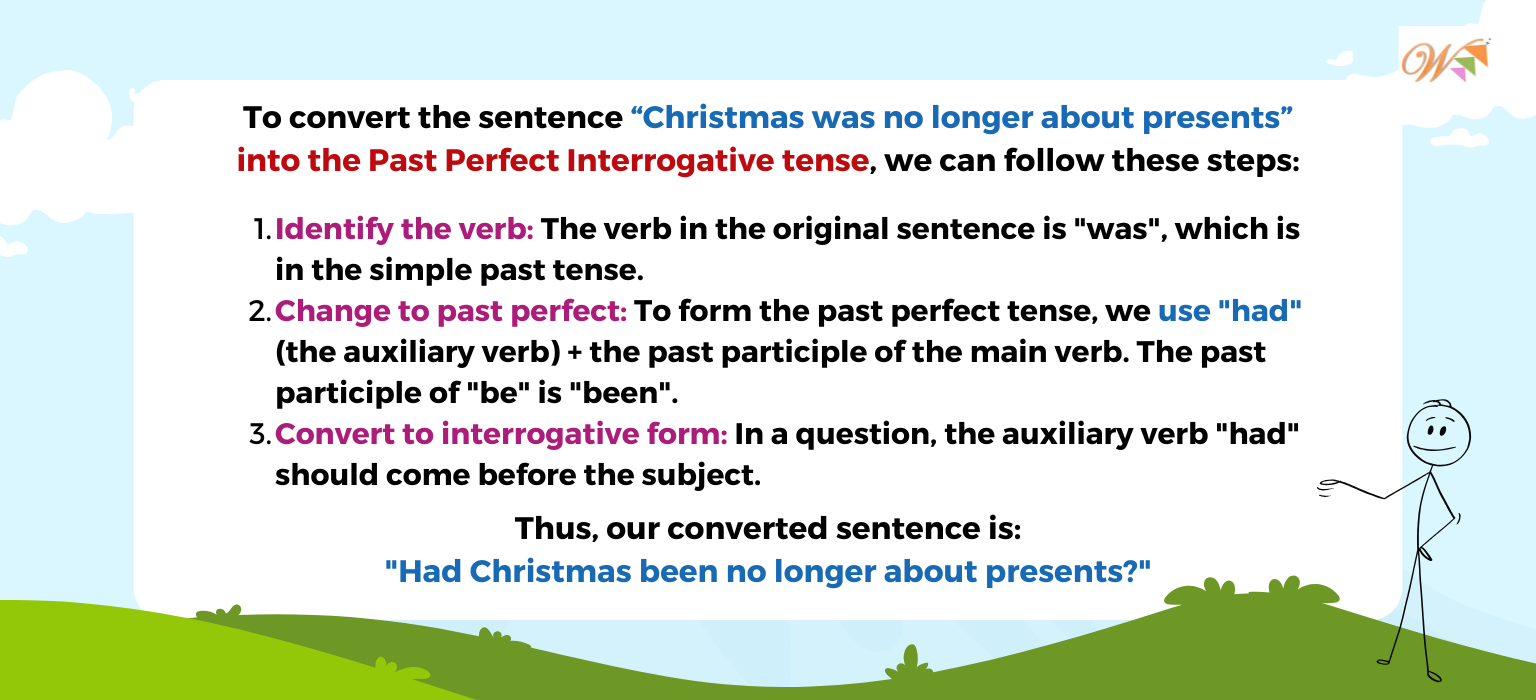 To convert the sentence “Christmas was no longer about presents”
into the Past Perfect Interrogative tense, we can follow these steps:
1. Identify the verb: The verb in the original sentence is "was", which is
in the simple past tense.
2. Change to past perfect: To form the past perfect tense, we use "had"
(the auxiliary verb) + the past participle of the main verb. The past
participle of "be" is "been".
3. Convert to interrogative form: In a question, the auxiliary verb "had"
should come before the subject.
Thus, our converted sentence is:
"Had Christmas been no longer about presents?"
W